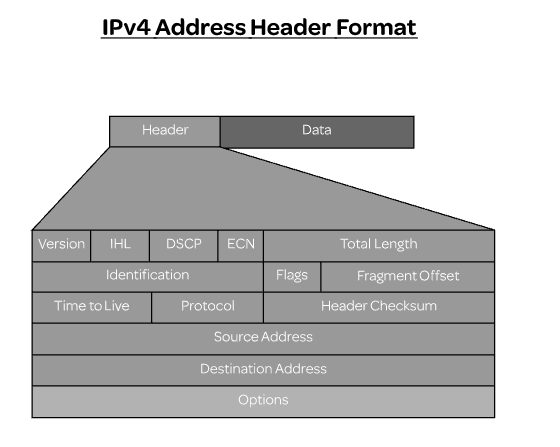 IPv4 Address Header Format
Header Data
Version IHL DSCP ECN Total Length
Identification Flags Fragment Offset
Time to Live Protocol Header Checksum
Source Address
Destination Address
Options